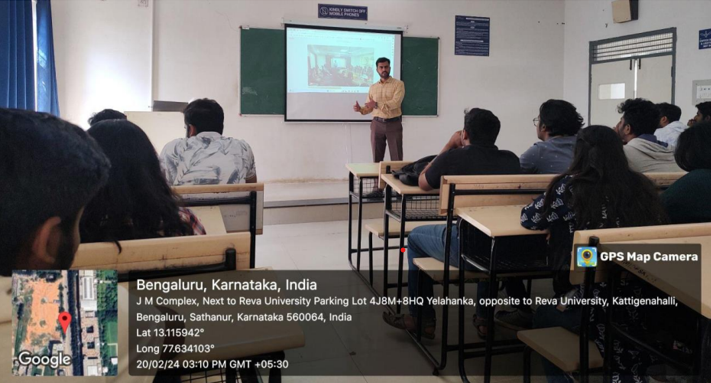 KINDLY SWITCH OFF
MOBILE PHONES
GPS Map Camera
Bengaluru, Karnataka, India
J M Complex, Next to Reva University Parking Lot 4J8M+8HQ Yelahanka, opposite to Reva University, Kattigenahalli,
Bengaluru, Sathanur, Karnataka 560064, India
Lat 13.115942°
Long 77.634103°
20/02/24 03:10 PM GMT +05:30
Google